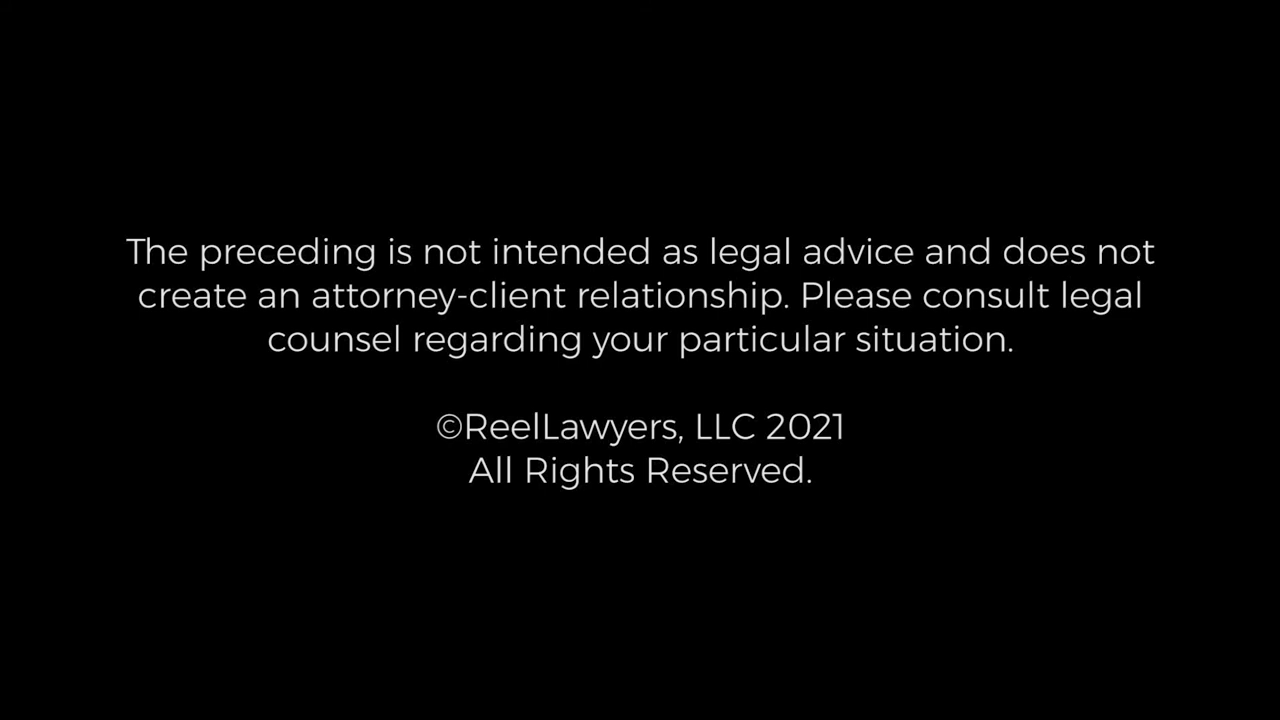 The preceding is not intended as legal advice and does not
create an attorney-client relationship. Please consult legal
counsel regarding your particular situation.
©ReelLawyers, LLC 2021
All Rights Reserved.